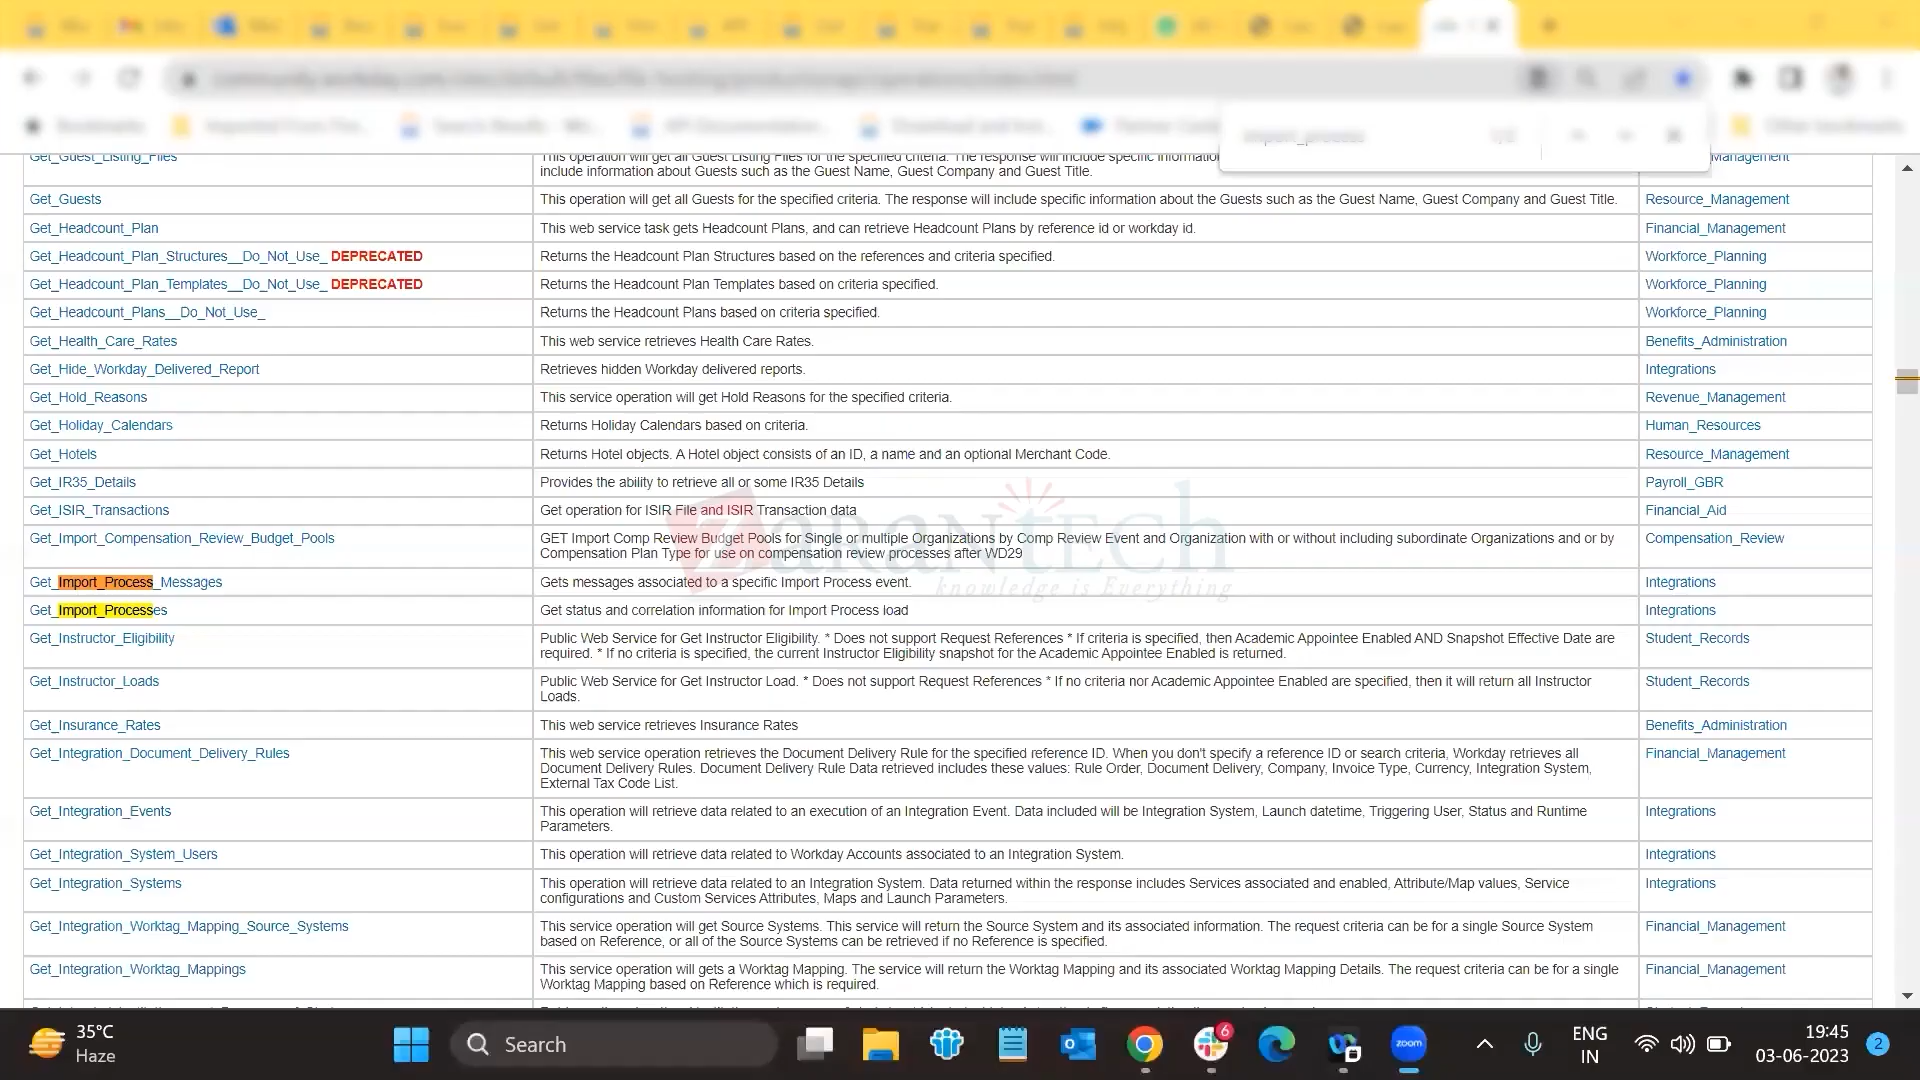 Get_Guest_Listing_Files
This operation will get all Guest Listing Files for the specified criteria. The response will include specific information
include information about Guests such as the Guest Name, Guest Company and Guest Title.
Management
Get_Guests
This operation will get all Guests for the specified criteria. The response will include specific information about the Guests such as the Guest Name, Guest Company and Guest Title.
Resource_Management
Get_Headcount_Plan
This web service task gets Headcount Plans, and can retrieve Headcount Plans by reference id or workday id.
Financial_Management
Get_Headcount_Plan_Structures__Do_Not_Use_ DEPRECATED
Returns the Headcount Plan Structures based on the references and criteria specified.
Workforce_Planning
Get_Headcount_Plan_Templates__Do_Not_Use_ DEPRECATED
Returns the Headcount Plan Templates based on criteria specified.
Workforce_Planning
Get_Headcount_Plans__Do_Not_Use_
Returns the Headcount Plans based on criteria specified.
Workforce_Planning
Get_Health_Care_Rates
This web service retrieves Health Care Rates.
Benefits_Administration
Get_Hide_Workday_Delivered_Report
Retrieves hidden Workday delivered reports.
Integrations
Get_Hold_Reasons
This service operation will get Hold Reasons for the specified criteria.
Revenue_Management
Get_Holiday_Calendars
Returns Holiday Calendars based on criteria.
Human_Resources
Get_Hotels
Returns Hotel objects. A Hotel object consists of an ID, a name and an optional Merchant Code.
Resource_Management
Get_IR35_Details
Provides the ability to retrieve all or some IR35 Details
Payroll_GBR
Get_ISIR_Transactions
Get operation for ISIR File and ISIR Transaction data
Financial_Aid
Get_Import_Compensation_Review_Budget_Pools
GET Import Comp Review Budget Pools for Single or multiple Organizations by Comp Review Event and Organization with or without including subordinate Organizations and or by
Compensation Plan Type for use on compensation review processes after WD29
Compensation_Review
ZaranTech
knowledge is Everything
Get_Import_Process_Messages
Gets messages associated to a specific Import Process event.
Integrations
Get_Import_Processes
Get status and correlation information for Import Process load
Integrations
Get_Instructor_Eligibility
Public Web Service for Get Instructor Eligibility. * Does not support Request References * If criteria is specified, then Academic Appointee Enabled AND Snapshot Effective Date are
required. * If no criteria is specified, the current Instructor Eligibility snapshot for the Academic Appointee Enabled is returned.
Student_Records
Get_Instructor_Loads
Public Web Service for Get Instructor Load. * Does not support Request References * If no criteria nor Academic Appointee Enabled are specified, then it will return all Instructor
Loads.
Student_Records
Get_Insurance_Rates
This web service retrieves Insurance Rates
Benefits_Administration
Get_Integration_Document_Delivery_Rules
This web service operation retrieves the Document Delivery Rule for the specified reference ID. When you don't specify a reference ID or search criteria, Workday retrieves all
Document Delivery Rules. Document Delivery Rule Data retrieved includes these values: Rule Order, Document Delivery, Company, Invoice Type, Currency, Integration System,
External Tax Code List.
Financial_Management
Get_Integration_Events
This operation will retrieve data related to an execution of an Integration Event. Data included will be Integration System, Launch datetime, Triggering User, Status and Runtime
Parameters.
Integrations
Get_Integration_System_Users
This operation will retrieve data related to Workday Accounts associated to an Integration System.
Integrations
Get_Integration_Systems
This operation will retrieve data related to an Integration System. Data returned within the response includes Services associated and enabled, Attribute/Map values, Service
configurations and Custom Services Attributes, Maps and Launch Parameters.
Integrations
Get_Integration_Worktag_Mapping_Source_Systems
This service operation will get Source Systems. This service will return the Source System and its associated information. The request criteria can be for a single Source System
based on Reference, or all of the Source Systems can be retrieved if no Reference is specified.
Financial_Management
Get_Integration_Worktag_Mappings
This service operation will gets a Worktag Mapping. The service will return the Worktag Mapping and its associated Worktag Mapping Details. The request criteria can be for a single
Worktag Mapping based on Reference which is required.
Financial_Management
35°C
Haze
Search
6
zoom
ENG
IN
19:45
03-06-2023
2